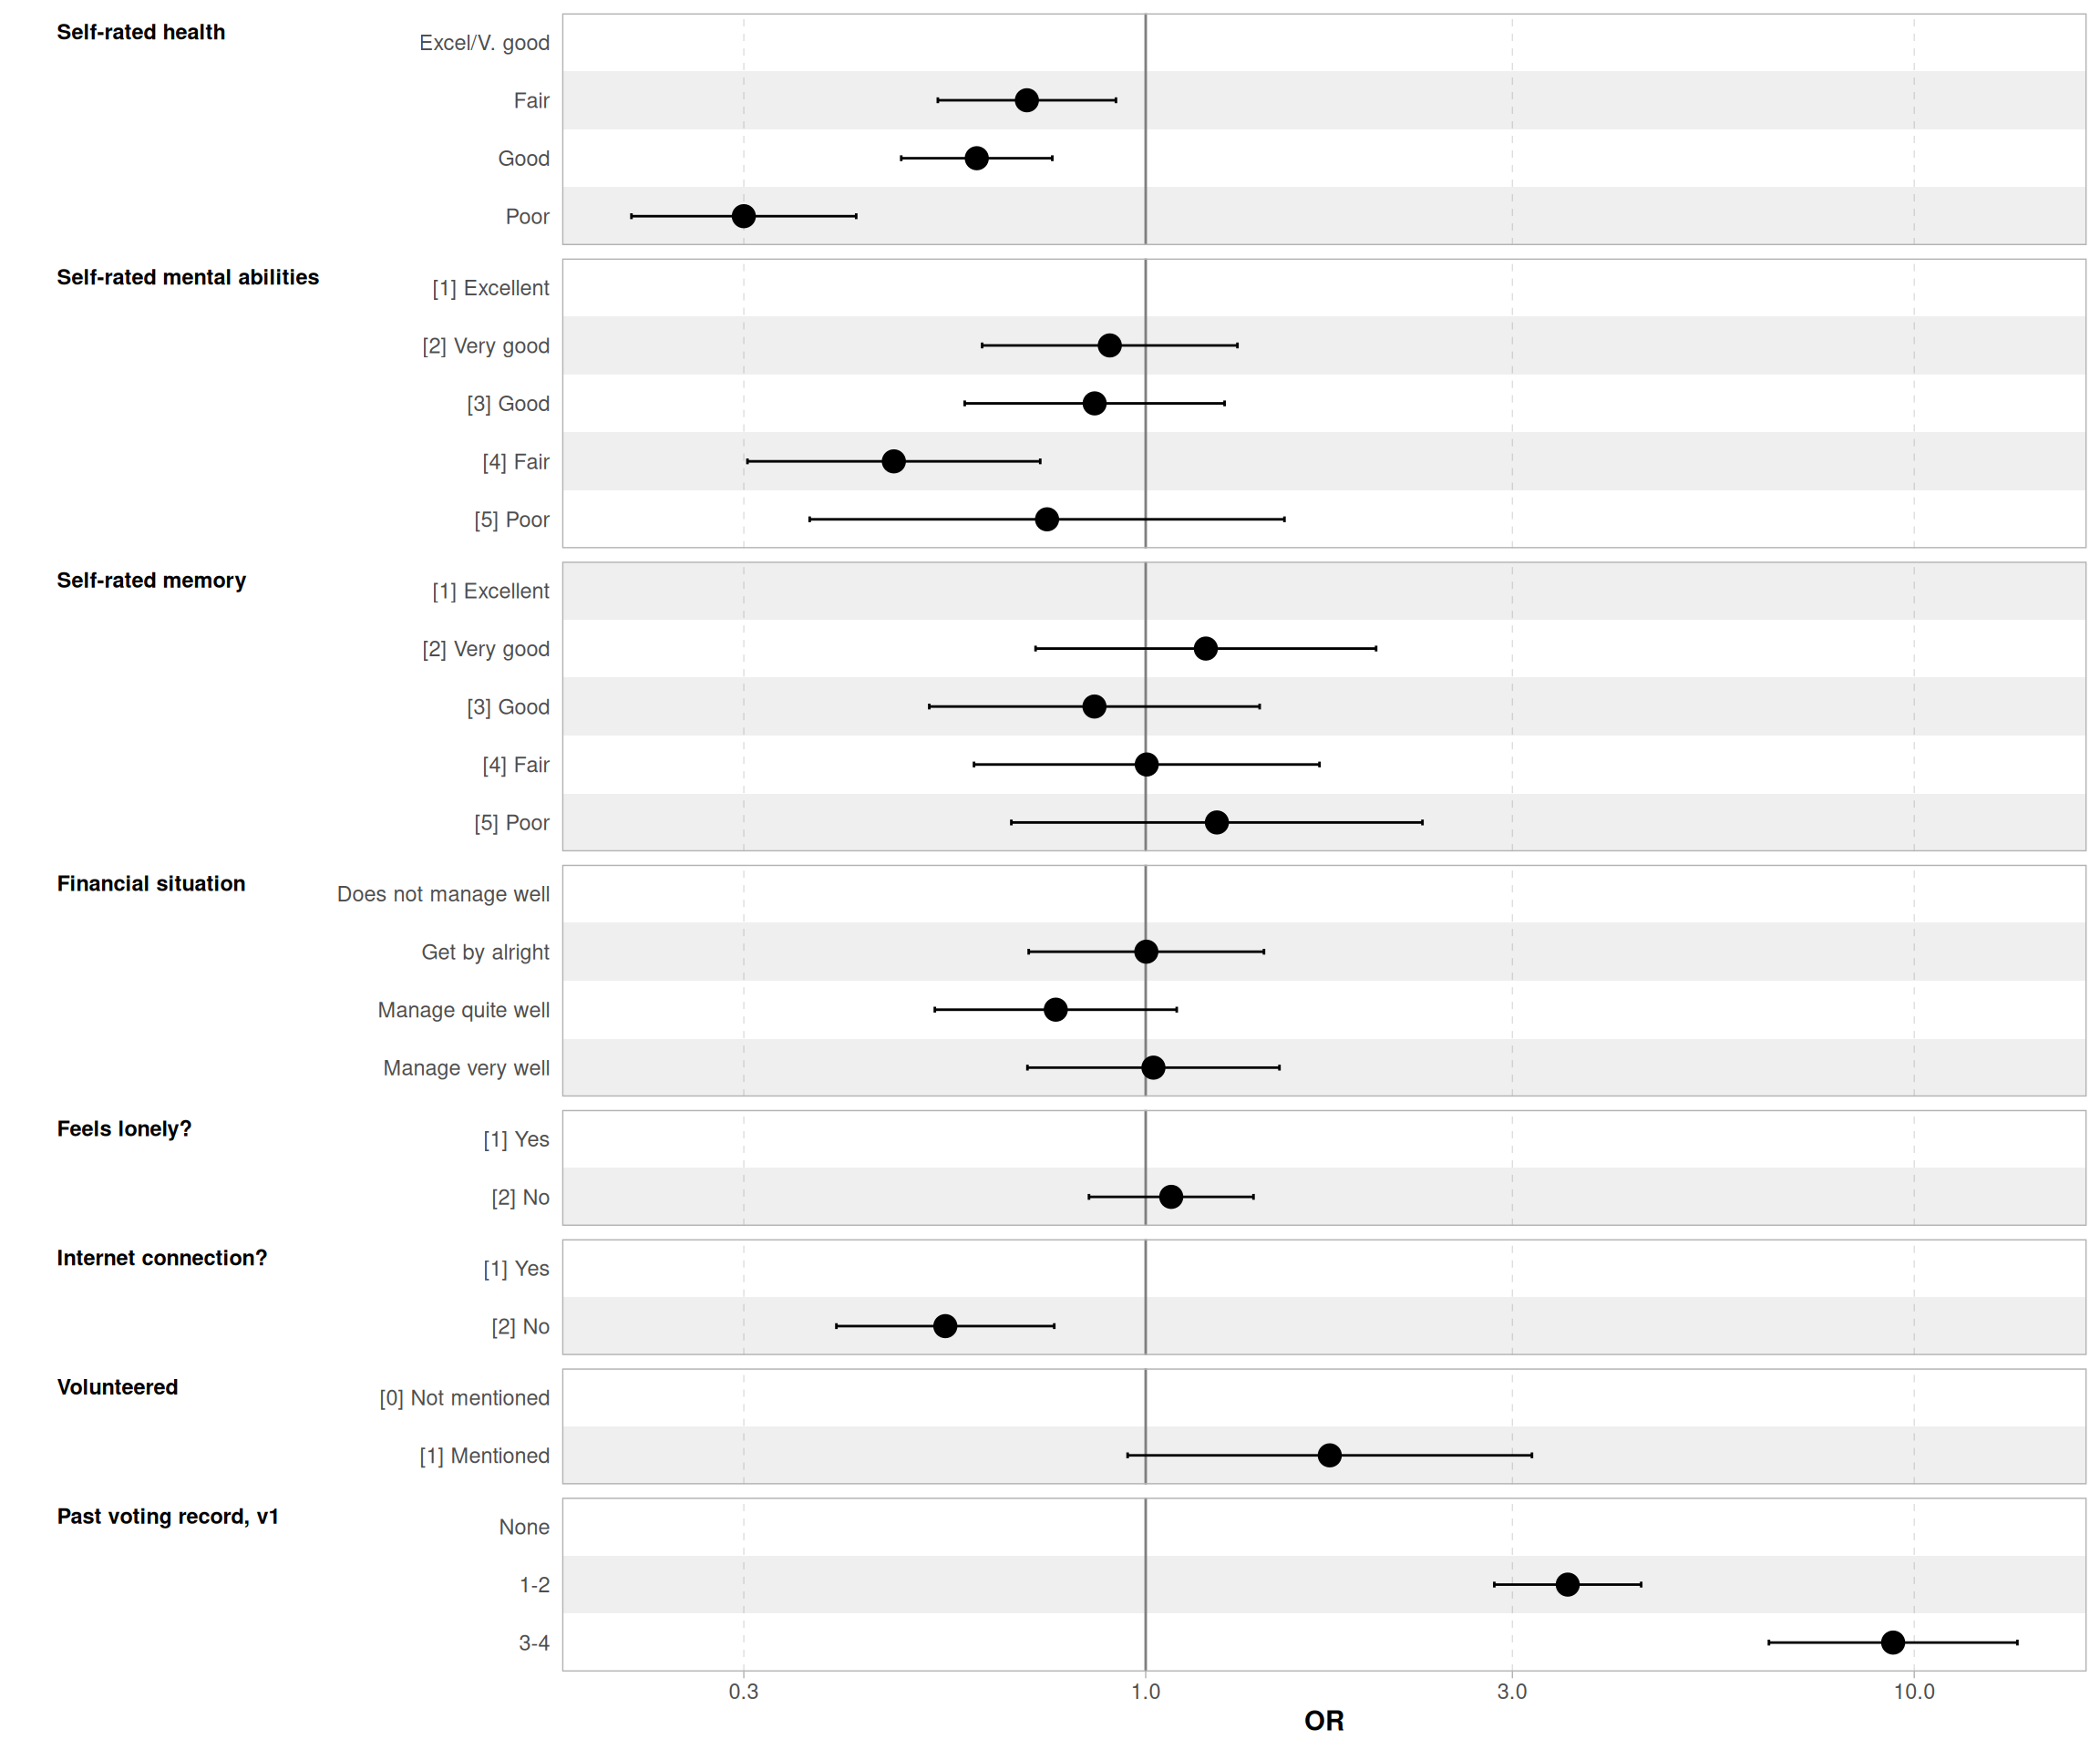 Self-rated health
Excel/V. good
Fair
Good
Poor
Self-rated mental abilities
[1] Excellent
[2] Very good
[3] Good
[4] Fair
[5] Poor
Self-rated memory
[1] Excellent
[2] Very good
[3] Good
[4] Fair
[5] Poor
Financial situation
Does not manage well
Get by alright
Manage quite well
Manage very well
Feels lonely?
[1] Yes
[2] No
Internet connection?
[1] Yes
[2] No
Volunteered
[0] Not mentioned
[1] Mentioned
Past voting record, v1
None
1-2
3-4
0.3 1.0 3.0 10.0
OR